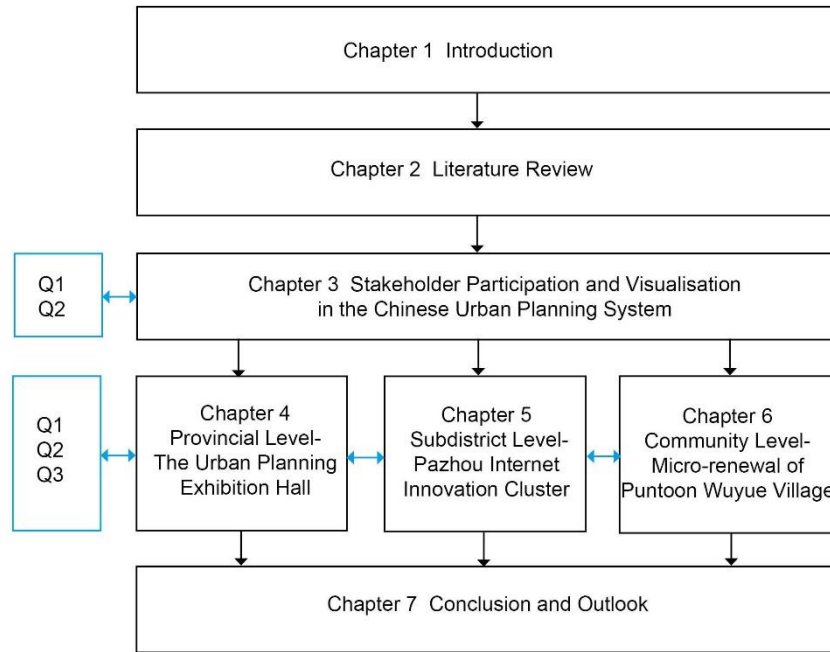 Chapter 1 Introduction
Chapter 2 Literature Review
Q1
Q2
Chapter 3 Stakeholder Participation and Visualisation
in the Chinese Urban Planning System
Q1
Q2
Q3
Chapter 4
Provincial Level-
The Urban Planning
Exhibition Hall
Chapter 5
Subdistrict Level-
Pazhou Internet
Innovation Cluster
Chapter 6
Community Level-
Micro-renewal of
Puntoon Wuyue Village
Chapter 7 Conclusion and Outlook